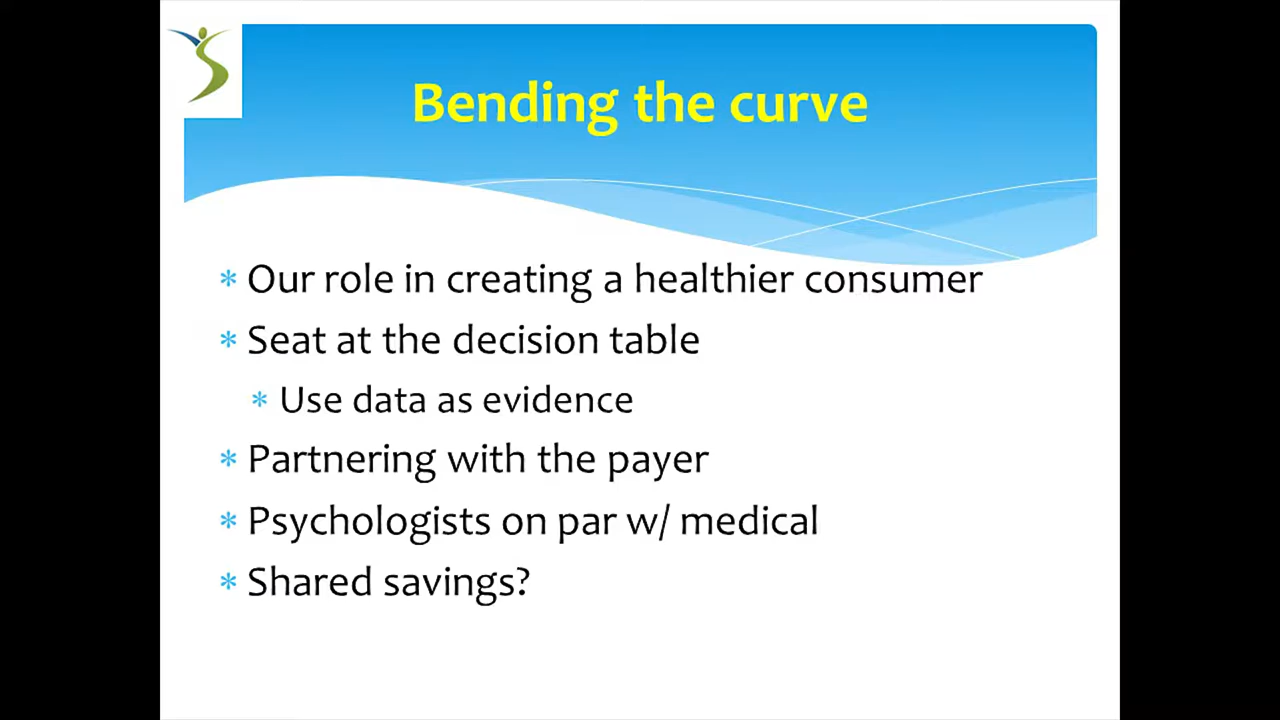 Bending the curve
* Our role in creating a healthier consumer
* Seat at the decision table
* Use data as evidence
* Partnering with the payer
* Psychologists on par w/ medical
* Shared savings?